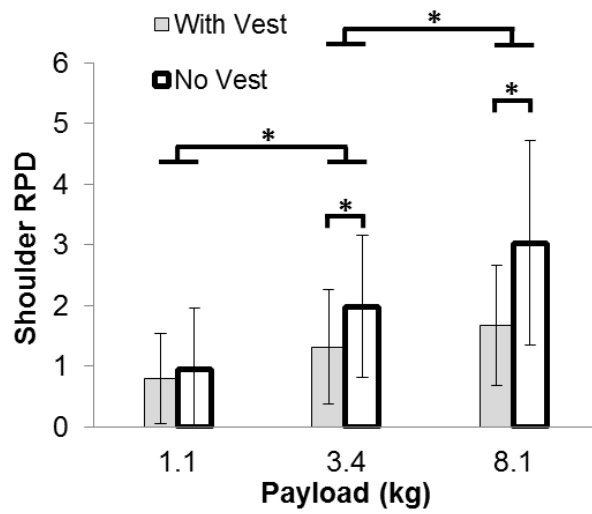 With Vest
No Vest
*
*
*
*
Shoulder RPD
6
5
4
3
2
1
0
1.1 3.4 8.1
Payload (kg)